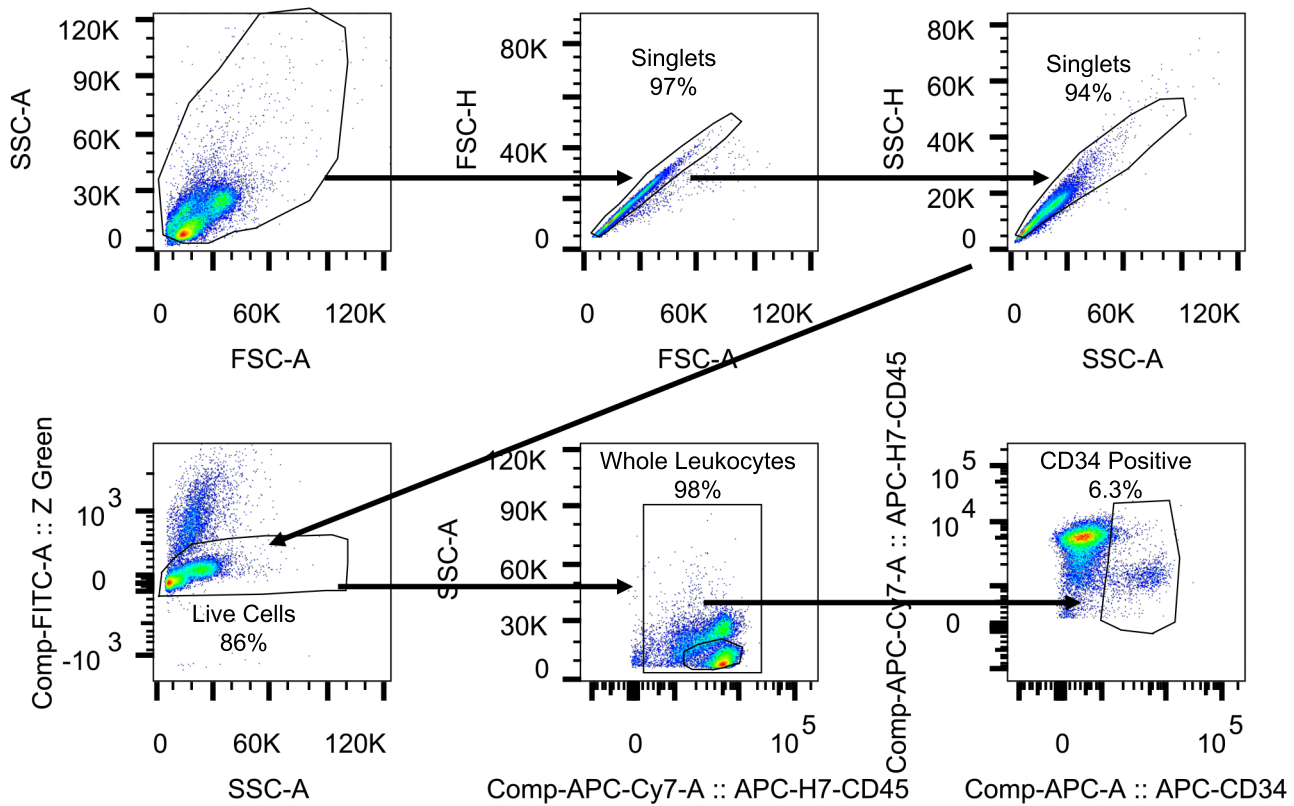 120K
90K
60K
30K
0
SSC-A
0 60K 120K
FSC-A
Singlets
97%
80K
40K
0
FSC-H
0 60K 120K
FSC-A
Singlets
94%
80K
60K
40K
20K
0
SSC-H
0 60K 120K
SSC-A
10 3
0
-10 3
Comp-FITC-A :: Z Green
Live Cells
86%
0 60K 120K
SSC-A
120K
90K
60K
30K
0
SSC-A
Whole Leukocytes
98%
0 10 5
Comp-APC-Cy7-A :: APC-H7-CD45
10 5
10 4
0
Comp-APC-Cy7-A :: APC-H7-CD45
CD34 Positive
6.3%
0 10 5
Comp-APC-A :: APC-CD34